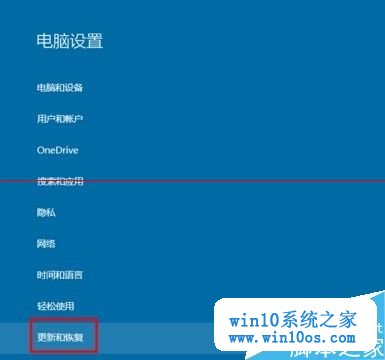 电脑设置
电脑和设备
用户和帐户
OneDrive
搜索和应用
隐私
网络
时间和语言
轻松使用
更新和恢复
win10系统之家
www.win10os.com
脚本之家